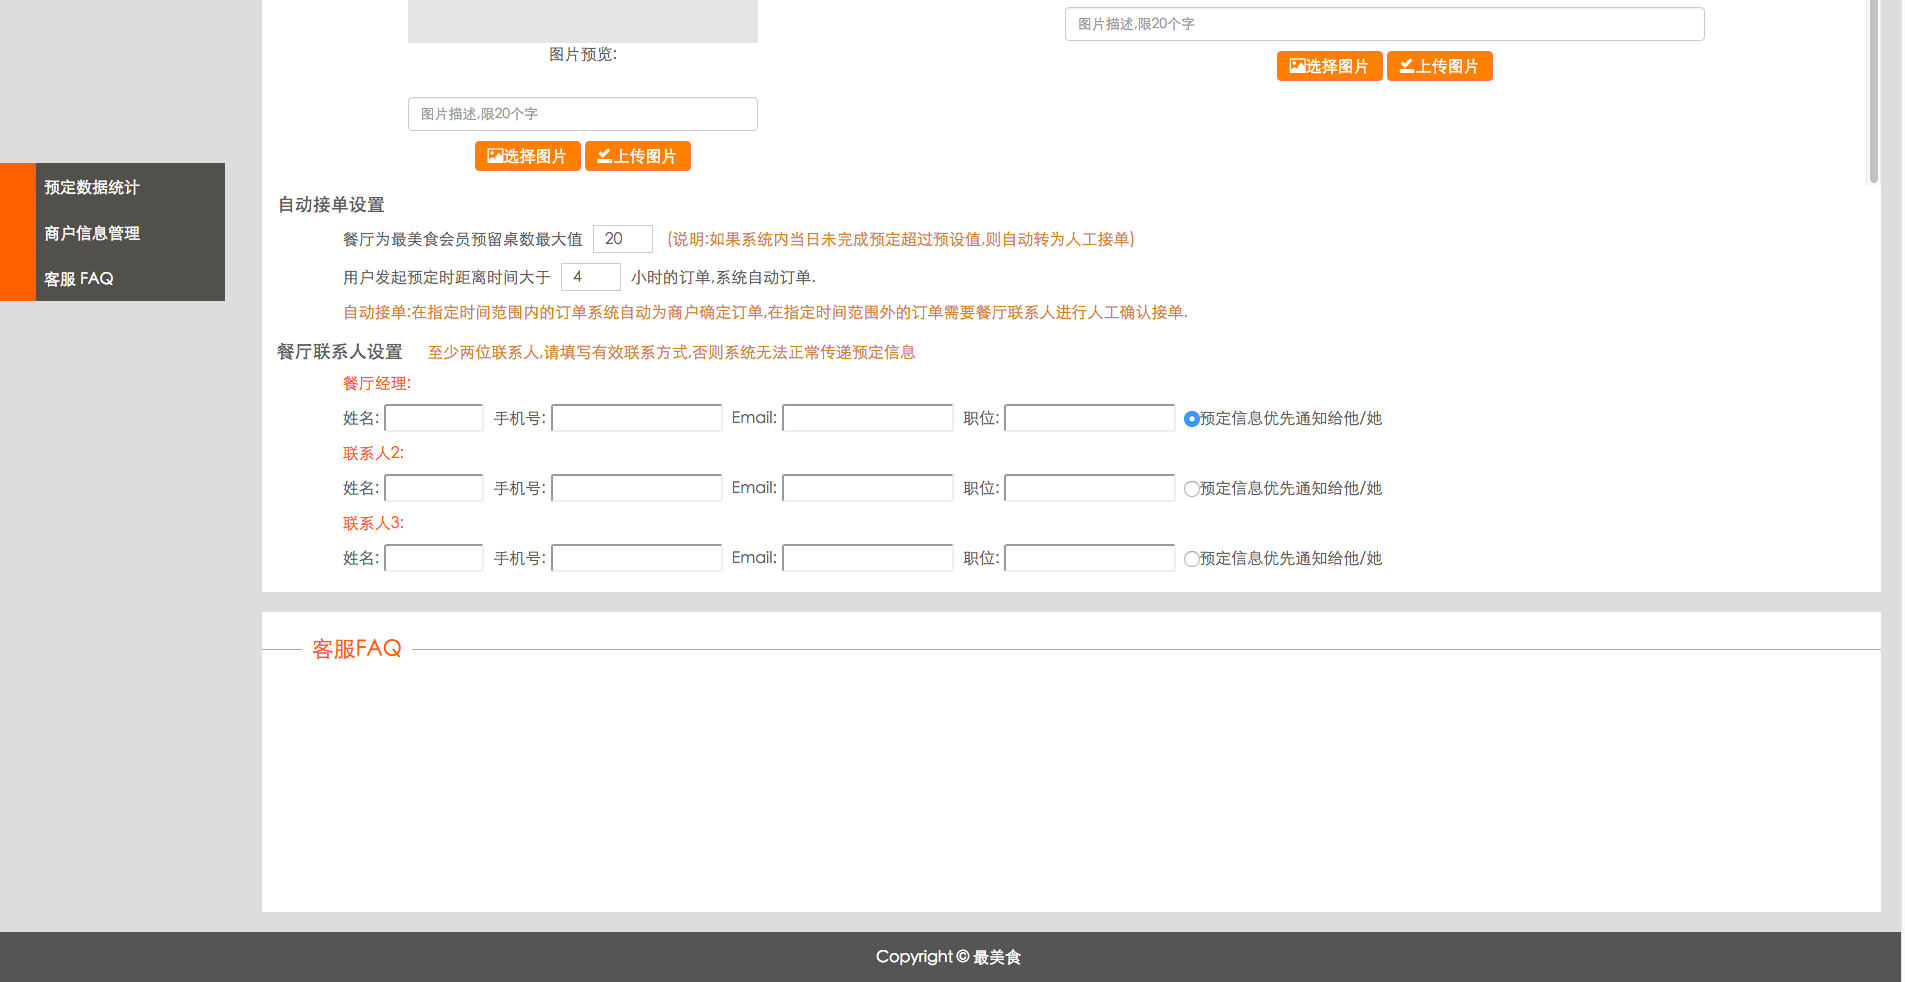 图片描述,限20个字
图片预览:
选择图片 上传图片
图片描述,限20个字
选择图片 上传图片
预定数据统计
商户信息管理
客服 FAQ
自动接单设置
餐厅为最美食会员预留桌数最大值 20 (说明:如果系统内当日未完成预定超过预设值,则自动转为人工接单)
用户发起预定时距离时间大于 4 小时的订单,系统自动订单.
自动接单:在指定时间范围内的订单系统自动为商户确定订单,在指定时间范围外的订单需要餐厅联系人进行人工确认接单.
餐厅联系人设置 至少两位联系人,请填写有效联系方式,否则系统无法正常传递预定信息
餐厅经理:
姓名: 手机号: Email: 职位: 预定信息优先通知给他/她
联系人2:
姓名: 手机号: Email: 职位: 预定信息优先通知给他/她
联系人3:
姓名: 手机号: Email: 职位: 预定信息优先通知给他/她
客服FAQ
Copyright © 最美食